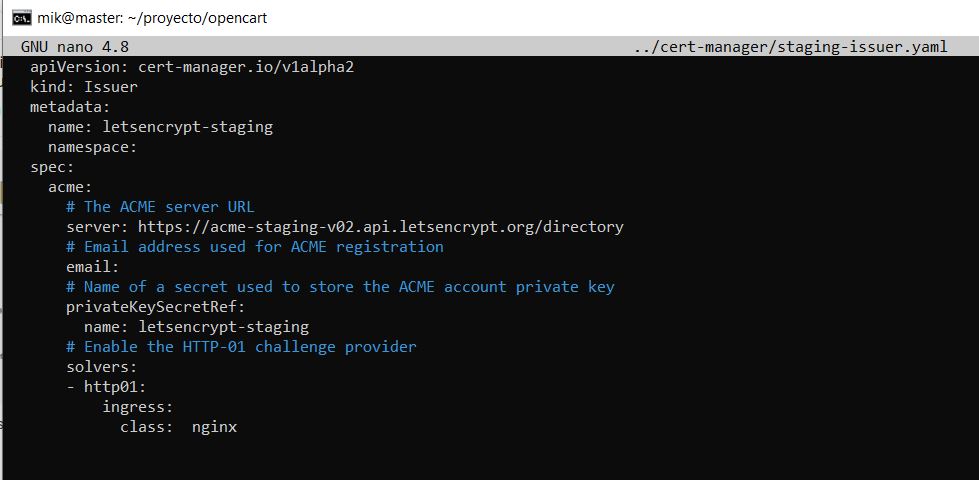 mik@master: ~/proyecto/opencart
GNU nano 4.8 ../cert-manager/staging-issuer.yaml
apiVersion: cert-manager.io/v1alpha2
kind: Issuer
metadata:
  name: letsencrypt-staging
  namespace:
spec:
  acme:
    # The ACME server URL
    server: https://acme-staging-v02.api.letsencrypt.org/directory
    # Email address used for ACME registration
    email:
    # Name of a secret used to store the ACME account private key
    privateKeySecretRef:
      name: letsencrypt-staging
    # Enable the HTTP-01 challenge provider
    solvers:
    - http01:
        ingress:
          class:  nginx